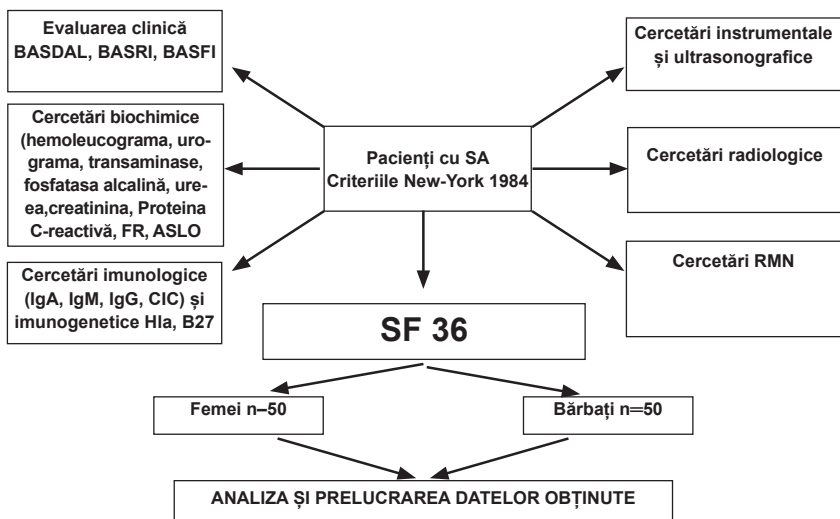 Evaluarea clinică
BASDAL, BASRI, BASFI
Cercetări biochimice
(hemoleucograma, uro-
grama, transaminase,
fosfatasa alcalină, ure-
ea,creatinina, Proteina
C-reactivă, FR, ASLO
Cercetări imunologice
(IgA, IgM, IgG, CIC) și
imunogenetice Hla, B27
Pacienți cu SA
Criteriile New-York 1984
Cercetări instrumentale
și ultrasonografice
Cercetări radiologice
Cercetări RMN
SF 36
Femei n–50
Bărbați n=50
ANALIZA ȘI PRELUCRAREA DATELOR OBȚINUTE